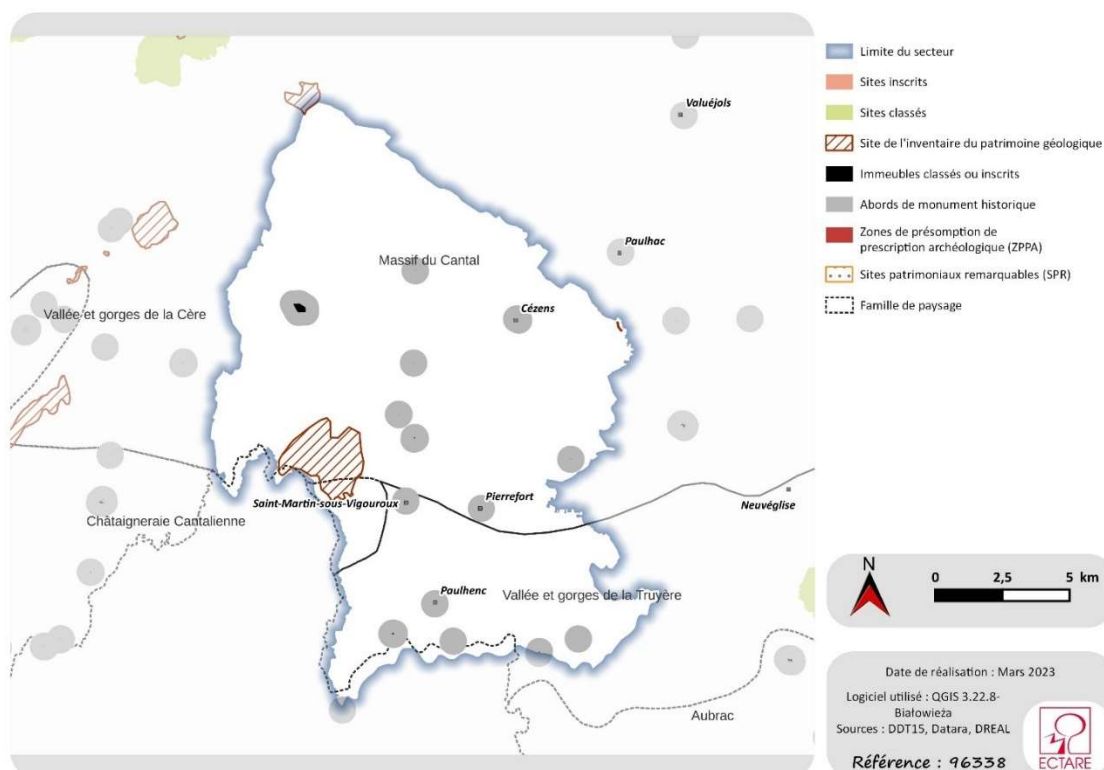 Valuéjols
Paulhac
Massif du Cantal
Vallée et gorges de la Cère
Cézens
Saint-Martin-sous-Vigouroux
Pierrefort
Neuvéglise
Châtaigneraie Cantalienne
Paulhenc
Vallée et gorges de la Truyère
Aubrac
Limite du secteur
Sites inscrits
Sites classés
Site de l'inventaire du patrimoine géologique
Immeubles classés ou inscrits
Abords de monument historique
Zones de présomption de
prescription archéologique (ZPPA)
Sites patrimoniaux remarquables (SPR)
Famille de paysage
N
0 2,5 5 km
Date de réalisation : Mars 2023
Logiciel utilisé : QGIS 3.22.8-
Białowieża
Sources : DDT15, Datara, DREAL
Référence : 96338
ECTARE